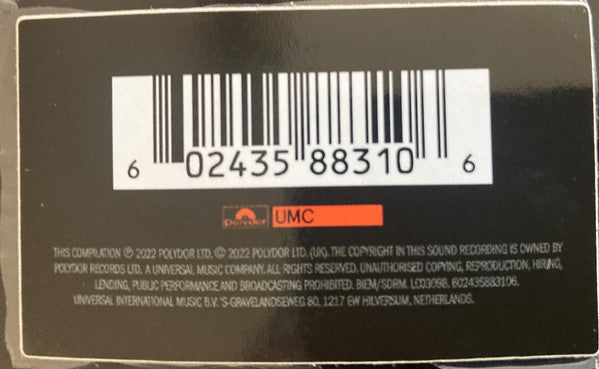 6 02435 88310 6
polydor UMC
THIS COMPILATION ℗ 2022 POLYDOR LTD. © 2022 POLYDOR LTD. (UK). THE COPYRIGHT IN THIS SOUND RECORDING IS OWNED BY
POLYDOR RECORDS LTD. A UNIVERSAL MUSIC COMPANY. ALL RIGHTS RESERVED. UNAUTHORISED COPYING, REPRODUCTION, HIRING,
LENDING, PUBLIC PERFORMANCE AND BROADCASTING PROHIBITED. BIEM/SDRM. LC03098. 602435883106.
UNIVERSAL INTERNATIONAL MUSIC B.V. 'S-GRAVELANDSEWEG 80, 1217 EW HILVERSUM, NETHERLANDS.